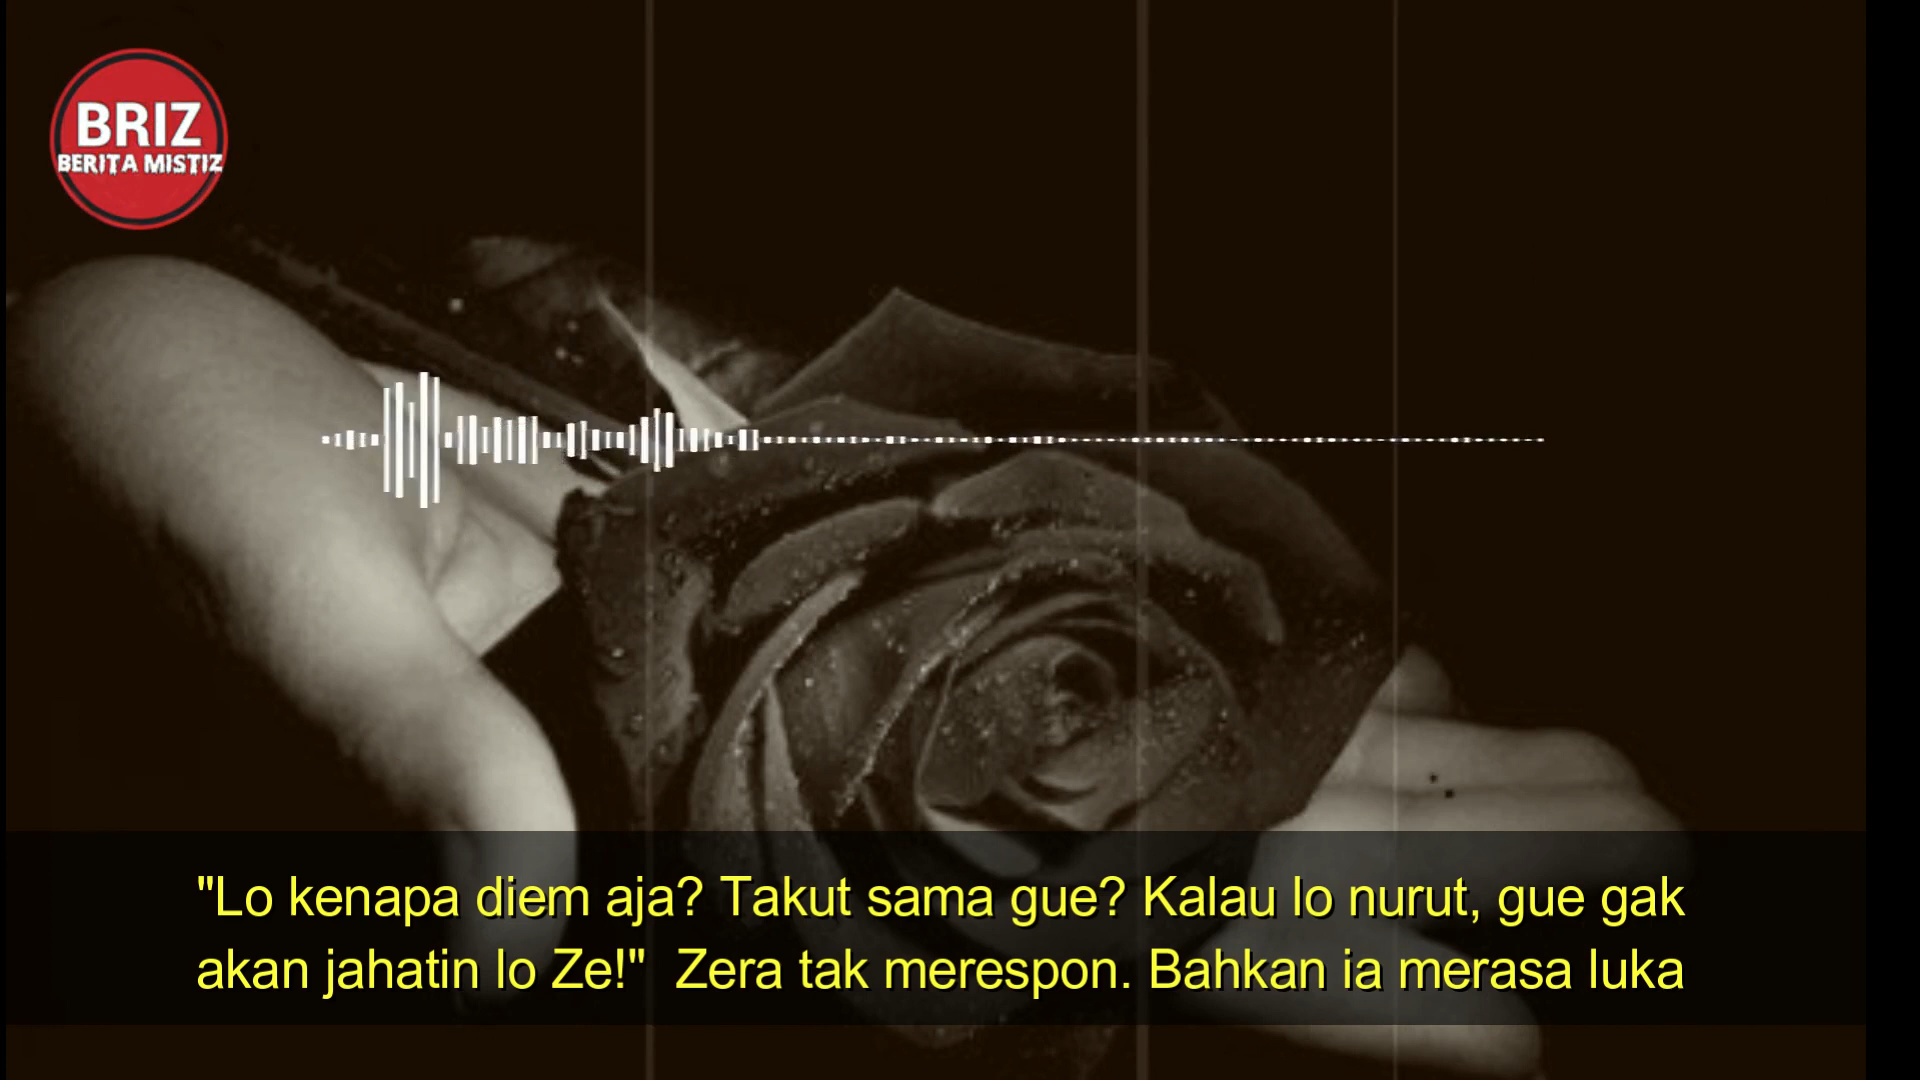 BRIZ
BERITA MISTIZ
"Lo kenapa diem aja? Takut sama gue? Kalau lo nurut, gue gak
akan jahatin lo Ze!"  Zera tak merespon. Bahkan ia merasa luka